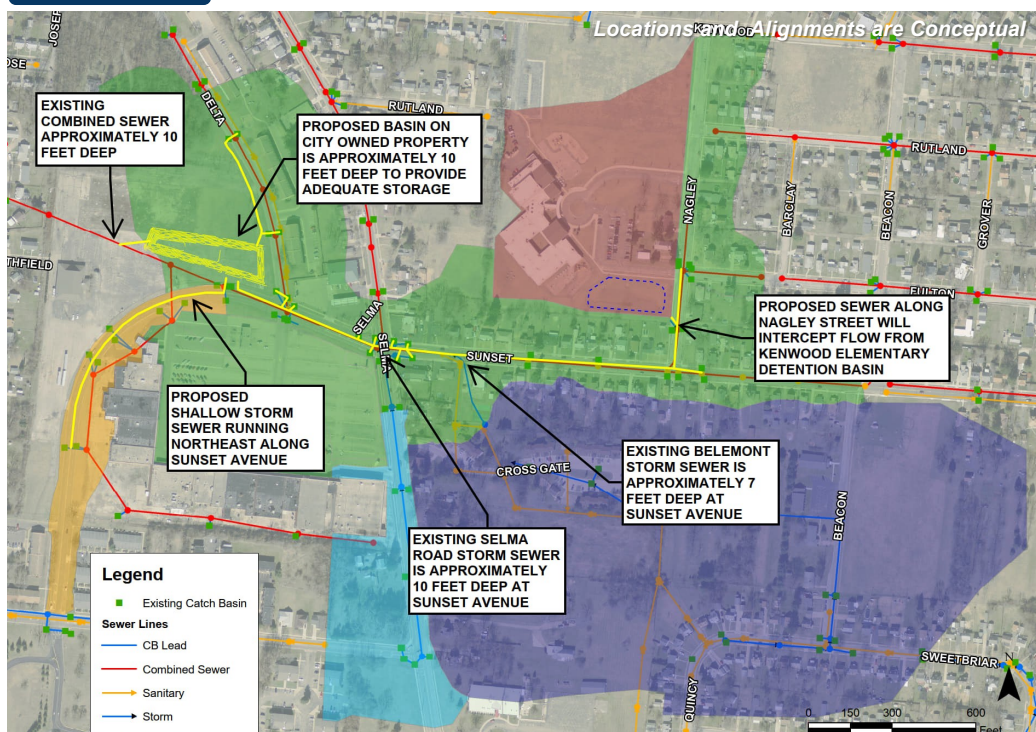 Locations and Alignments are Conceptual
JOSEP
KENWOOD
OSE
DELTA
RUTLAND
EXISTING
COMBINED SEWER
APPROXIMATELY 10
FEET DEEP
PROPOSED BASIN ON
CITY OWNED PROPERTY
IS APPROXIMATELY 10
FEET DEEP TO PROVIDE
ADEQUATE STORAGE
RUTLAND
NAGLEY
BARCLAY
BEACON
GROVER
THFIELD
FULTON
SELMA
SELMA
SUNSET
PROPOSED SEWER ALONG
NAGLEY STREET WILL
INTERCEPT FLOW FROM
KENWOOD ELEMENTARY
DETENTION BASIN
PROPOSED
SHALLOW STORM
SEWER RUNNING
NORTHEAST ALONG
SUNSET AVENUE
CROSS GATE
EXISTING BELEMONT
STORM SEWER IS
APPROXIMATELY 7
FEET DEEP AT
SUNSET AVENUE
BEACON
EXISTING SELMA
ROAD STORM SEWER
IS APPROXIMATELY
10 FEET DEEP AT
SUNSET AVENUE
Legend
Existing Catch Basin
Sewer Lines
CB Lead
Combined Sewer
Sanitary
Storm
QUINCY
SWEETBRIAR
N
0 150 300 600
Feet